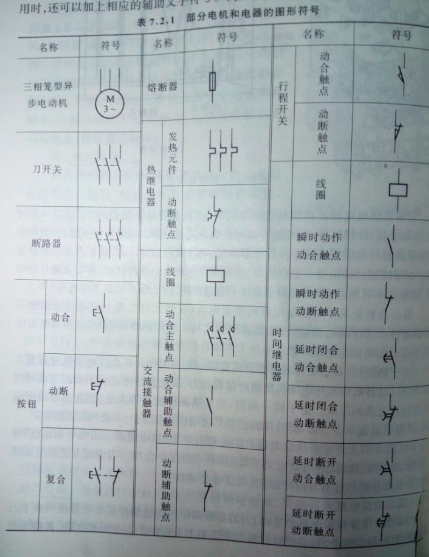 用时,还可以加上相应的辅助文字符
表 7.2.1 部分电机和电器的图形符号
名称 符号 名称 符号 名称 符号
三相笼型异
步电动机
M
3~
刀开关
断路器
按钮
动合
动断
复合
熔断器
热继电器
发热元件
动断触点
交流接触器
线圈
动合主触点
动合辅助触点
动断辅助触点
行程开关
动合触点
动断触点
时间继电器
线圈
瞬时动作
动合触点
瞬时动作
动断触点
延时闭合
动合触点
延时闭合
动断触点
延时断开
动合触点
延时断开
动断触点